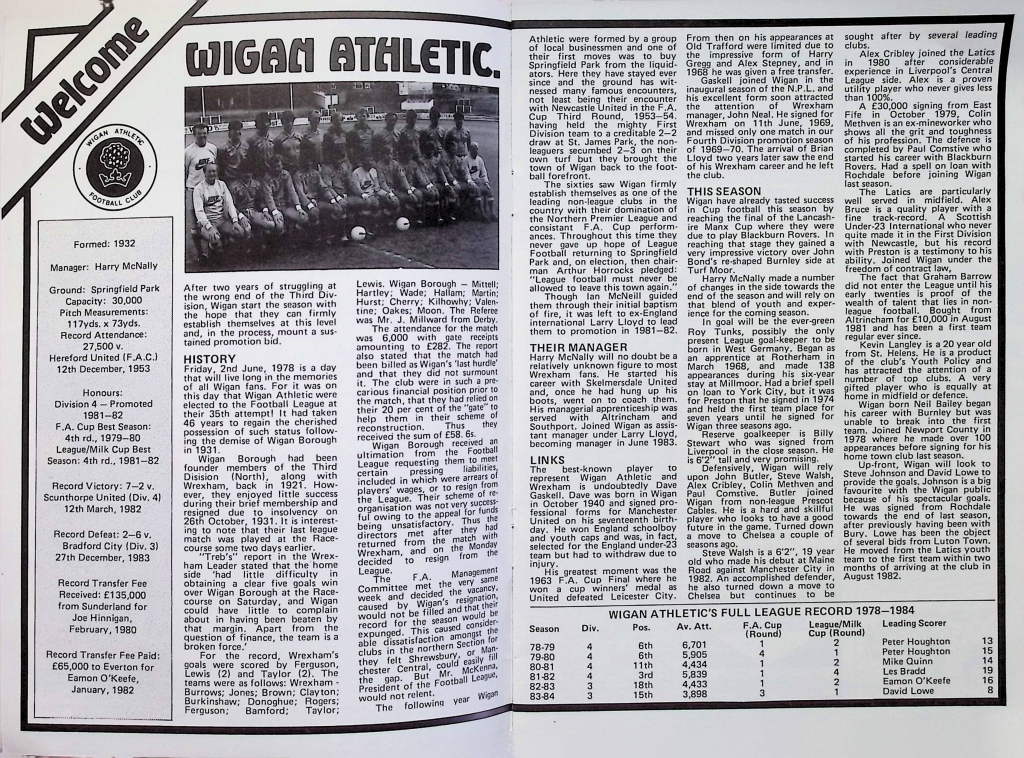 Welcome
WIGAN ATHLETIC.
WIGAN ATHLETIC
FOOTBALL CLUB
Formed: 1932
Manager: Harry McNally
Ground: Springfield Park
Capacity: 30,000
Pitch Measurements:
117yds. x 73yds.
Record Attendance:
27,500 v.
Hereford United (F.A.C.)
12th December, 1953
Honours:
Division 4 – Promoted
1981–82
F.A. Cup Best Season:
4th rd., 1979–80
League/Milk Cup Best
Season: 4th rd., 1981–82
Record Victory: 7–2 v.
Scunthorpe United (Div. 4)
12th March, 1982
Record Defeat: 2–6 v.
Bradford City (Div. 3)
27th December, 1983
Record Transfer Fee
Received: £135,000
from Sunderland for
Joe Hinnigan,
February, 1980
Record Transfer Fee Paid:
£65,000 to Everton for
Eamon O'Keefe,
January, 1982
After two years of struggling at
the wrong end of the Third Div-
ision, Wigan start the season with
the hope that they can firmly
establish themselves at this level
and, in the process, mount a sus-
tained promotion bid.
HISTORY
Friday, 2nd June, 1978 is a day
that will live long in the memories
of all Wigan fans. For it was on
this day that Wigan Athletic were
elected to the Football League at
their 35th attempt! It had taken
46 years to regain the cherished
possession of such status follow-
ing the demise of Wigan Borough
in 1931.
Wigan Borough had been
founder members of the Third
Division (North), along with
Wrexham, back in 1921. How-
ever, they enjoyed little success
during their brief membership and
resigned due to insolvency on
26th October, 1931. It is interest-
ing to note that their last league
match was played at the Race-
course some two days earlier.
"Treb's" report in the Wrex-
ham Leader stated that the home
side 'had little difficulty in
obtaining a clear five goals win
over Wigan Borough at the Race-
course on Saturday, and Wigan
could have little to complain
about in having been beaten by
that margin. Apart from the
question of finance, the team is a
broken force.'
For the record, Wrexham's
goals were scored by Ferguson,
Lewis (2) and Taylor (2). The
teams were as follows: Wrexham -
Burrows; Jones; Brown; Clayton;
Burkinshaw; Donoghue; Rogers;
Ferguson; Bamford; Taylor;
Lewis. Wigan Borough – Mittell;
Hartley; Wade; Hallam; Martin;
Hurst; Cherry; Kilhowhy; Valen-
tine; Oakes; Moon. The Referee
was Mr. J. Millward from Derby.
The attendance for the match
was 6,000 with gate receipts
amounting to £282. The report
also stated that the match had
been billed as Wigan's 'last hurdle'
and that they did not surmount
it. The club were in such a pre-
carious financial position prior to
the match, that they had relied on
their 20 per cent of the "gate" to
help them in their scheme of
reconstruction. Thus they
received the sum of £58. 6s.
Wigan Borough received an
ultimation from the Football
League requesting them to meet
certain pressing liabilities,
included in which were arrears of
players' wages, or to resign from
the League. Their scheme of re-
organisation was not very success-
ful owing to the appeal for funds
being unsatisfactory. Thus the
directors met after they had
returned from the match with
Wrexham, and on the Monday
decided to resign from the
League.
The F.A. Management
Committee met the very same
week and decided the vacancy,
caused by Wigan's resignation,
would not be filled and that their
record for the season would be
expunged. This caused consider-
able dissatisfaction amongst the
clubs in the northern Section for
they felt Shrewsbury, or Man-
chester Central, could easily fill
the gap. But Mr. McKenna,
President of the Football League,
would not relent.
The following year Wigan
Athletic were formed by a group
of local businessmen and one of
their first moves was to buy
Springfield Park from the liquid-
ators. Here they have stayed ever
since and the ground has wit-
nessed many famous encounters,
not least being their encounter
with Newcastle United in the F.A.
Cup Third Round, 1953–54.
having held the mighty First
Division team to a creditable 2–2
draw at St. James Park, the non-
leaguers secumbed 2–3 on their
own turf but they brought the
town of Wigan back to the foot-
ball forefront.
The sixties saw Wigan firmly
establish themselves as one of the
leading non-league clubs in the
country with their domination of
the Northern Premier League and
consistant F.A. Cup perform-
ances. Throughout this time they
never gave up hope of League
Football returning to Springfield
Park and, on election, then chair-
man Arthur Horrocks pledged:
"League football must never be
allowed to leave this town again."
Though Ian McNeill guided
them through their initial baptism
of fire, it was left to ex-England
international Larry Lloyd to lead
them to promotion in 1981–82.
THEIR MANAGER
Harry McNally will no doubt be a
relatively unknown figure to most
Wrexham fans. He started his
career with Skelmersdale United
and, once he had hung up his
boots, went on to coach them.
His managerial apprenticeship was
served with Altrincham and
Southport. Joined Wigan as assist-
ant manager under Larry Lloyd,
becoming manager in June 1983.
LINKS
The best-known player to
represent Wigan Athletic and
Wrexham is undoubtedly Dave
Gaskell. Dave was born in Wigan
in October 1940 and signed pro-
fessional forms for Manchester
United on his seventeenth birth-
day. He won England schoolboy
and youth caps and was, in fact,
selected for the England under-23
team but had to withdraw due to
injury.
His greatest moment was the
1963 F.A. Cup Final where he
won a cup winners' medal as
United defeated Leicester City.
From then on his appearances at
Old Trafford were limited due to
the impressive form of Harry
Gregg and Alex Stepney, and in
1968 he was given a free transfer.
Gaskell joined Wigan in the
inaugural season of the N.P.L. and
his excellent form soon attracted
the attention of Wrexham
manager, John Neal. He signed for
Wrexham on 11th June, 1969,
and missed only one match in our
Fourth Division promotion season
of 1969–70. The arrival of Brian
Lloyd two years later saw the end
of his Wrexham career and he left
the club.
THIS SEASON
Wigan have already tasted success
in Cup football this season by
reaching the final of the Lancash-
ire Manx Cup where they were
due to play Blackburn Rovers. In
reaching that stage they gained a
very impressive victory over John
Bond's re-shaped Burnley side at
Turf Moor.
Harry McNally made a number
of changes in the side towards the
end of the season and will rely on
that blend of youth and exper-
ience for the coming season.
In goal will be the ever-green
Roy Tunks, possibly the only
present League goal-keeper to be
born in West Germany. Began as
an apprentice at Rotherham in
March 1968, and made 138
appearances during his six-year
stay at Millmoor. Had a brief spell
on loan to York City, but it was
for Preston that he signed in 1974
and held the first team place for
seven years until he signed for
Wigan three seasons ago.
Reserve goalkeeper is Billy
Stewart who was signed from
Liverpool in the close season. He
is 6'2" tall and very promising.
Defensively, Wigan will rely
upon John Butler, Steve Walsh,
Alex Cribley, Colin Methven and
Paul Comstive. Butler joined
Wigan from non-league Prescot
Cables. He is a hard and skillful
player who looks to have a good
future in the game. Turned down
a move to Chelsea a couple of
seasons ago.
Steve Walsh is a 6'2", 19 year
old who made his debut at Maine
Road against Manchester City in
1982. An accomplished defender,
he also turned down a move to
Chelsea but continues to be
sought after by several leading
clubs.
Alex Cribley joined the Latics
in 1980 after considerable
experience in Liverpool's Central
League side. Alex is a proven
utility player who never gives less
than 100%.
A £30,000 signing from East
Fife in October 1979, Colin
Methven is an ex-mineworker who
shows all the grit and toughness
of his profession. The defence is
completed by Paul Comstive who
started his career with Blackburn
Rovers. Had a spell on loan with
Rochdale before joining Wigan
last season.
The Latics are particularly
well served in midfield. Alex
Bruce is a quality player with a
fine track-record. A Scottish
Under-23 International who never
quite made it in the First Division
with Newcastle, but his record
with Preston is a testimony to his
ability. Joined Wigan under the
freedom of contract law,
The fact that Graham Barrow
did not enter the League until his
early twenties is proof of the
wealth of talent that lies in non-
league football. Bought from
Altrincham for £10,000 in August
1981 and has been a first team
regular ever since.
Kevin Langley is a 20 year old
from St. Helens. He is a product
of the club's Youth Policy and
has attracted the attention of a
number of top clubs. A very
gifted player who is equally at
home in midfield or defence.
Wigan born Neil Bailey began
his career with Burnley but was
unable to break into the first
team. Joined Newport County in
1978 where he made over 100
appearances before signing for his
home town club last season.
Up-front, Wigan will look to
Steve Johnson and David Lowe to
provide the goals. Johnson is a big
favourite with the Wigan public
because of his spectacular goals.
He was signed from Rochdale
towards the end of last season,
after previously having been with
Bury. Lowe has been the object
of several bids from Luton Town.
He moved from the Latics youth
team to the first team within two
months of arriving at the club in
August 1982.
WIGAN ATHLETIC'S FULL LEAGUE RECORD 1978–1984
Season Div. Pos. Av. Att. F.A. Cup (Round) League/Milk Cup (Round) Leading Scorer
78-79 4 6th 6,701 1 2 Peter Houghton 13
79-80 4 6th 5,905 4 1 Peter Houghton 15
80-81 4 11th 4,434 1 2 Mike Quinn 14
81-82 4 3rd 5,839 1 4 Les Bradd 19
82-83 3 18th 4,433 1 2 Eamon O'Keefe 16
83-84 3 15th 3,898 3 1 David Lowe 8